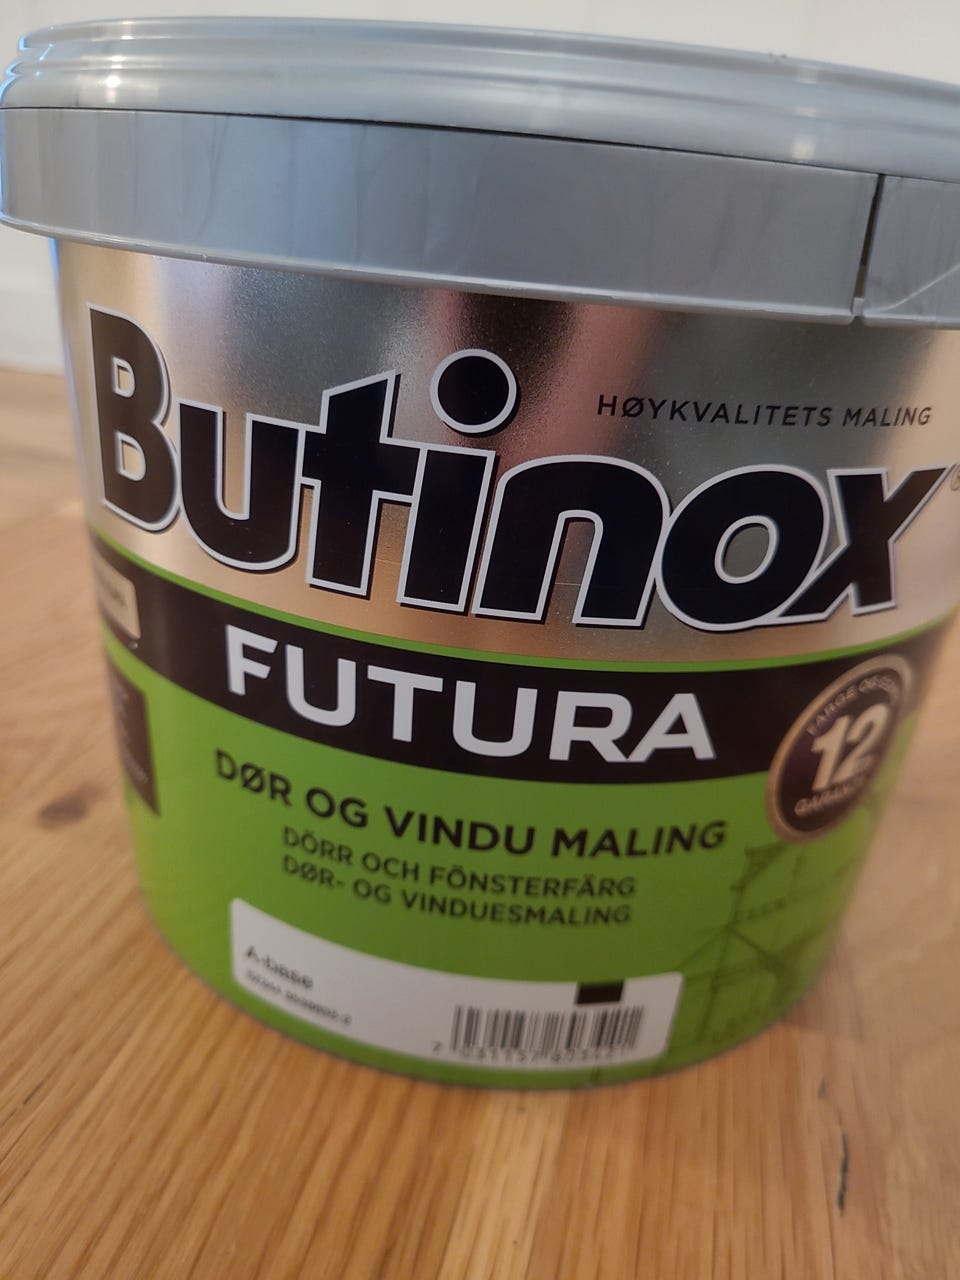 HØYKVALITETS MALING
Butinox
FUTURA
12
DØR OG VINDU MALING
DÖRR OCH FÖNSTERFÄRG
DØR- OG VINDUESMALING
A-base